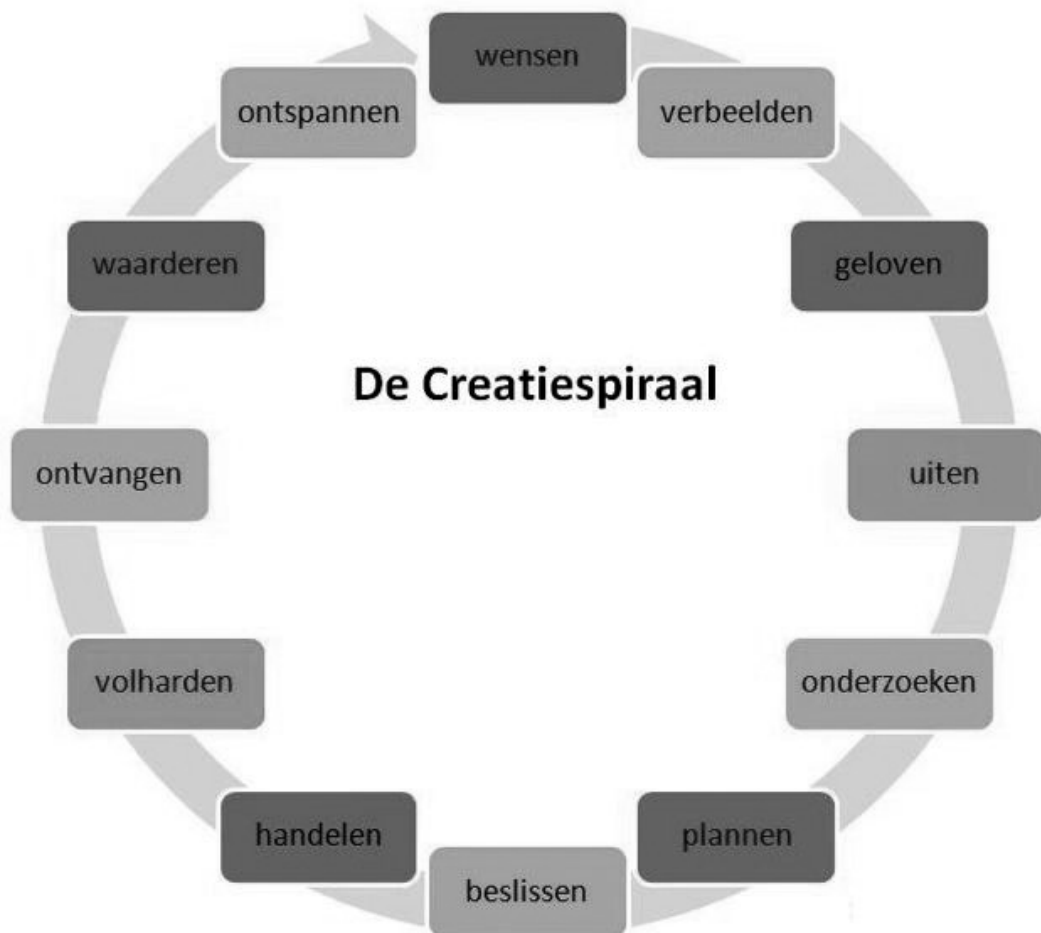 wensen
verbeelden
geloven
uiten
onderzoeken
plannen
beslissen
handelen
volharden
ontvangen
waarderen
ontspannen
De Creatiespiraal